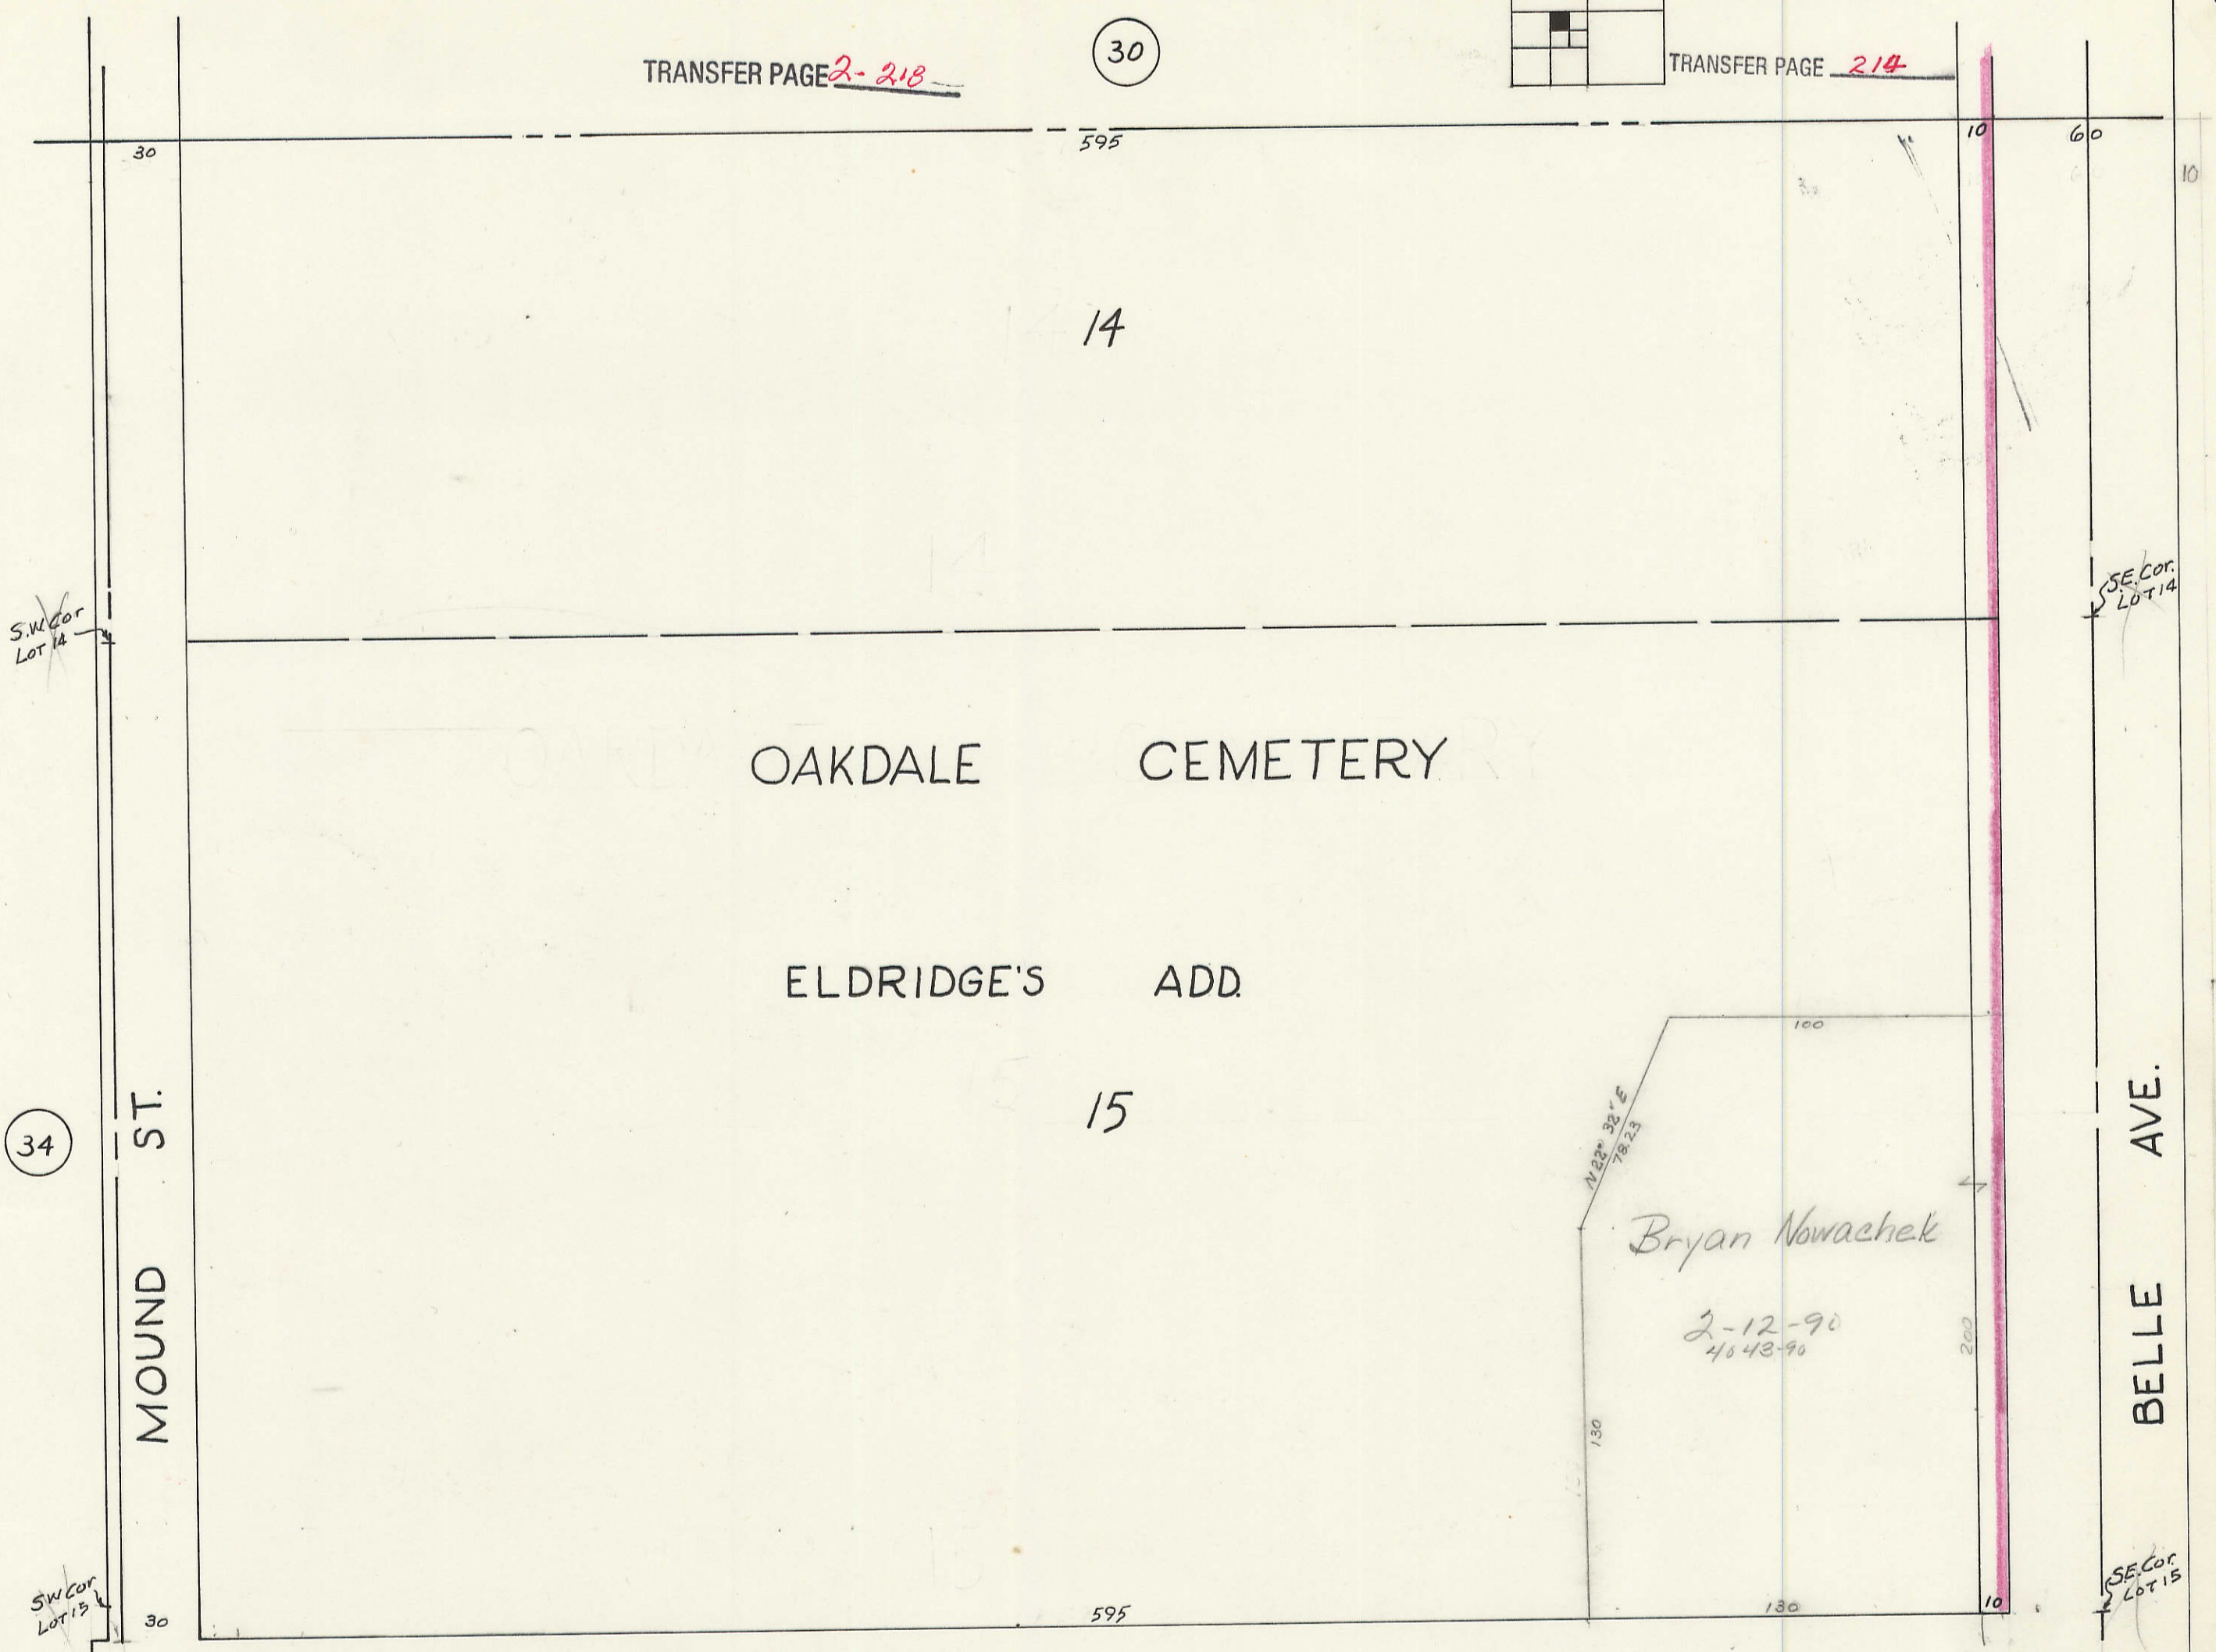 30
TRANSFER PAGE 2-218
TRANSFER PAGE 214
30
595
10
60
10
14
S.W. Cor
LOT 14
S.E. Cor.
LOT 14
OAKDALE CEMETERY
ELDRIDGE'S ADD.
15
100
N 22° 32" E
78.23
34
MOUND ST.
BELLE AVE.
Bryan Nowachek
2-12-90
4043-90
200
130
SW Cor
LOT 15
S.E. Cor.
LOT 15
30
595
130
10